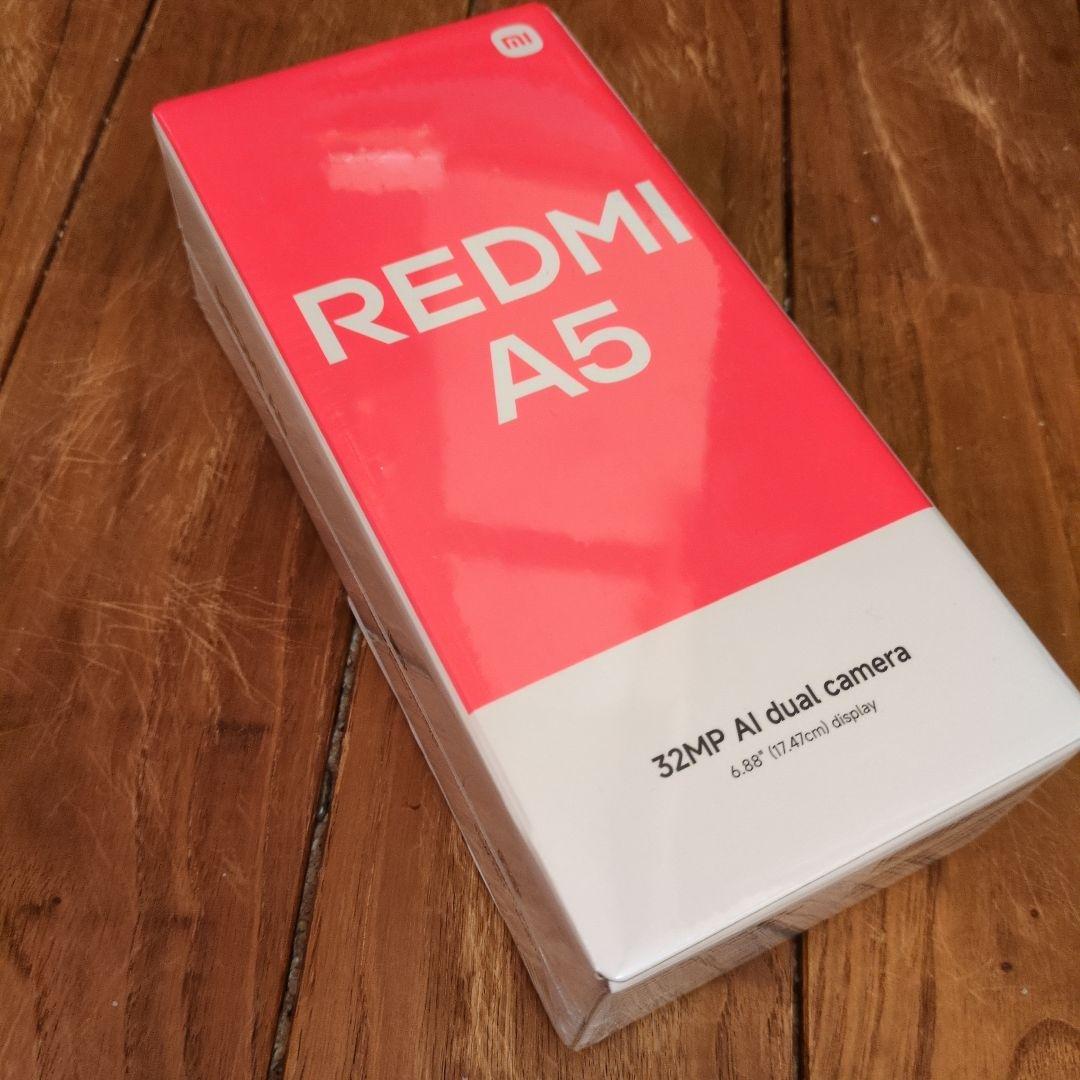 mi
REDMI
A5
32MP AI dual camera
6.88" (17.47cm) display